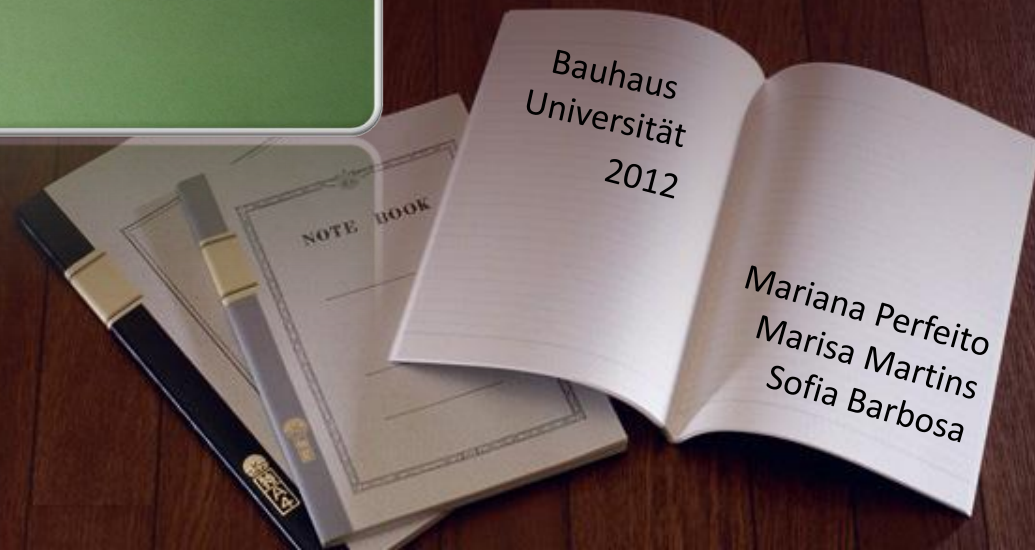 Bauhaus
Universität
2012
NOTE BOOK
Mariana Perfeito
Marisa Martins
Sofia Barbosa